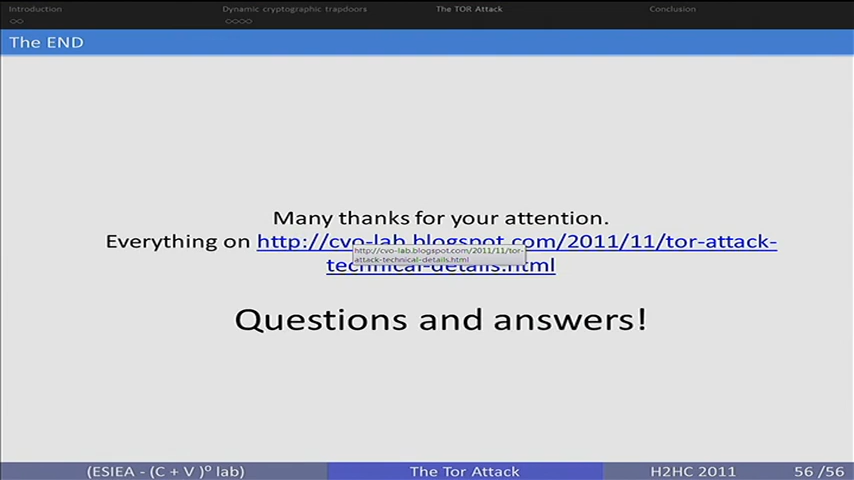 Introduction Dynamic cryptographic trapdoors The TOR Attack Conclusion
The END
Many thanks for your attention.
Everything on http://cvo-lab.blogspot.com/2011/11/tor-attack-
http://cvo-lab.blogspot.com/2011/11/tor-
attack-technical-details.html
technical-details.html
Questions and answers!
(ESIEA - (C + V)º lab) The Tor Attack H2HC 2011 56 /56